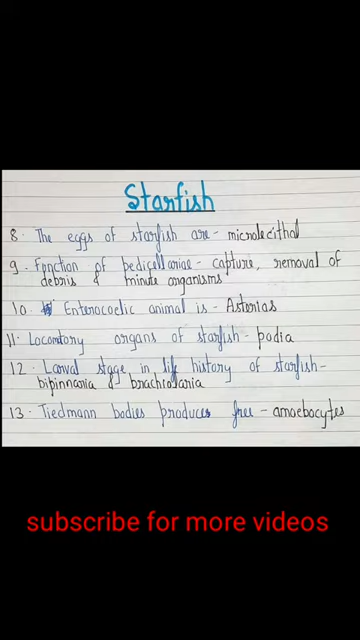 Starfish
8. The eggs of starfish are - microlecithal
9. Function of pedicellariae - capture, removal of
debris & minute organisms
10. Enterocoelic animal is - Asterias
11. Locomtory organs of starfish - podia
12. Larval stage in life history of starfish -
bipinnaria & brachiolaria
13. Tiedmann bodies produces free - amoebocytes
subscribe for more videos